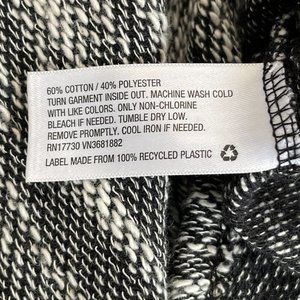 60% COTTON / 40% POLYESTER
TURN GARMENT INSIDE OUT. MACHINE WASH COLD
WITH LIKE COLORS. ONLY NON-CHLORINE
BLEACH IF NEEDED. TUMBLE DRY LOW.
REMOVE PROMPTLY. COOL IRON IF NEEDED.
RN17730 VN3681882
LABEL MADE FROM 100% RECYCLED PLASTIC